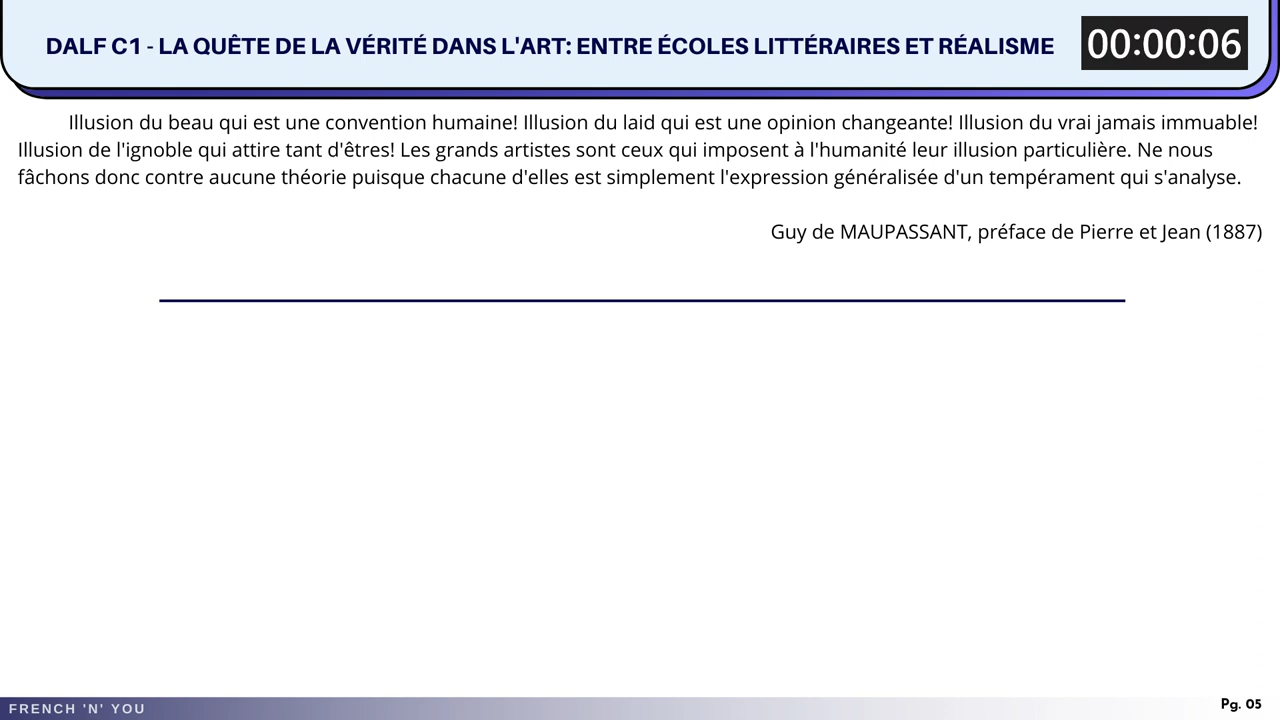 DALF C1 - LA QUÊTE DE LA VÉRITÉ DANS L'ART: ENTRE ÉCOLES LITTÉRAIRES ET RÉALISME
00:00:06
Illusion du beau qui est une convention humaine! Illusion du laid qui est une opinion changeante! Illusion du vrai jamais immuable!
Illusion de l'ignoble qui attire tant d'êtres! Les grands artistes sont ceux qui imposent à l'humanité leur illusion particulière. Ne nous
fâchons donc contre aucune théorie puisque chacune d'elles est simplement l'expression généralisée d'un tempérament qui s'analyse.
Guy de MAUPASSANT, préface de Pierre et Jean (1887)
FRENCH 'N' YOU
Pg. 05